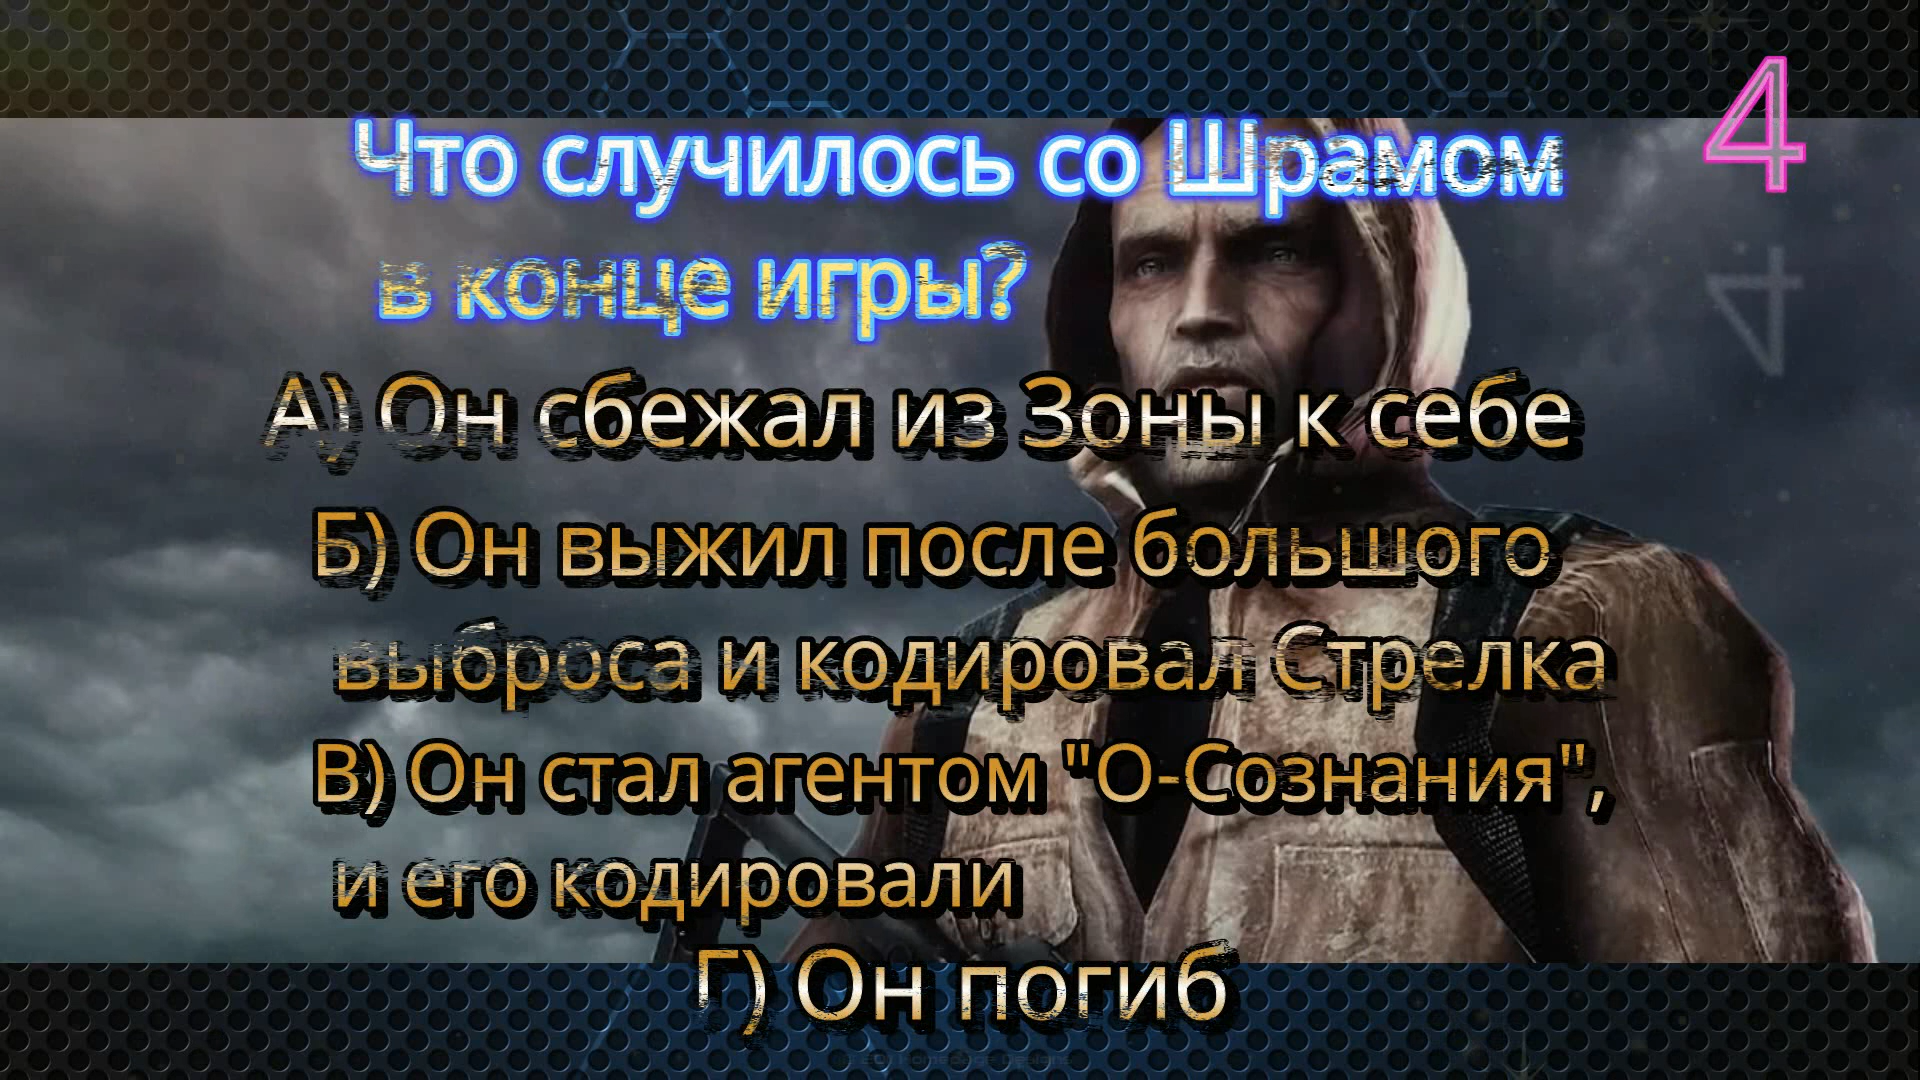 4
Что случилось со Шрамом
в конце игры?
А) Он сбежал из Зоны к себе
Б) Он выжил после большого
выброса и кодировал Стрелка
В) Он стал агентом "О-Сознания",
и его кодировали
Г) Он погиб